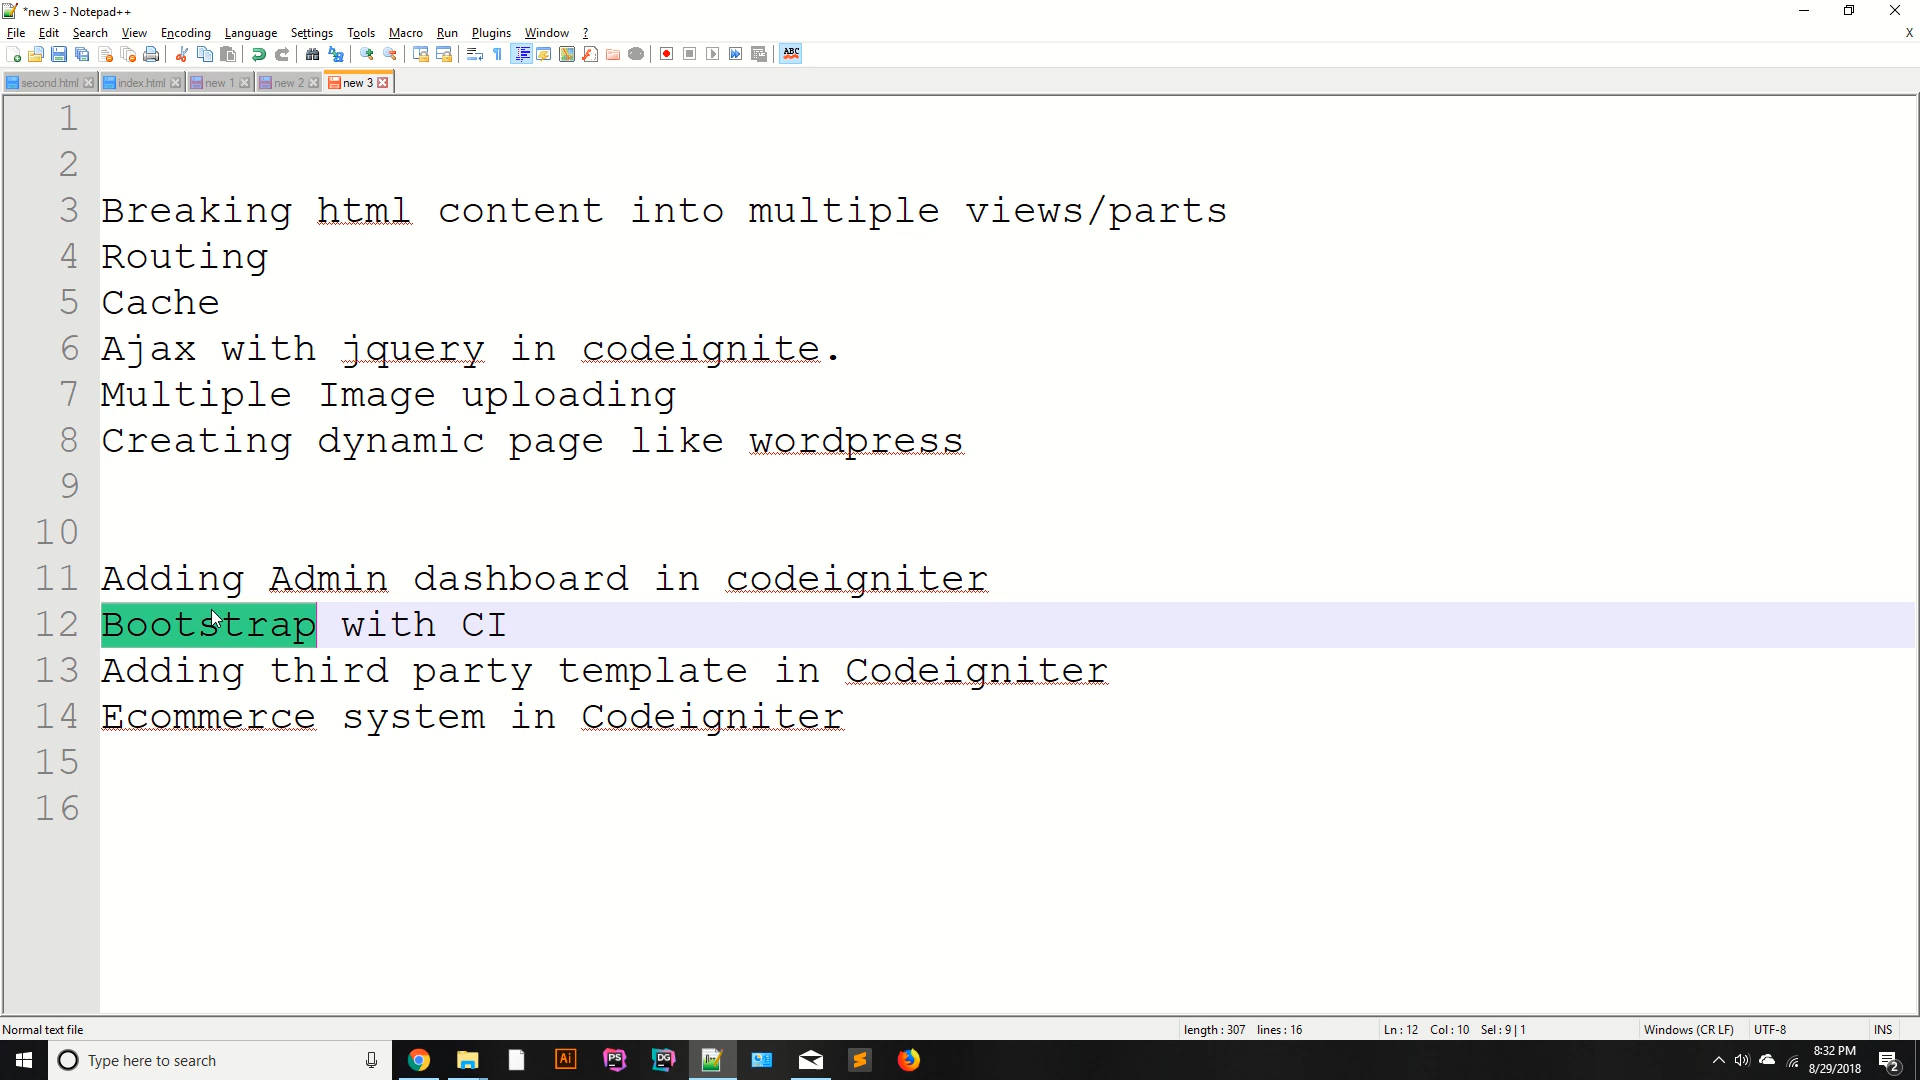 *new 3 - Notepad++
File Edit Search View Encoding Language Settings Tools Macro Run Plugins Window ? X
second.html index.html new 1 new 2 new 3
1
2
3 Breaking html content into multiple views/parts
4 Routing
5 Cache
6 Ajax with jquery in codeignite.
7 Multiple Image uploading
8 Creating dynamic page like wordpress
9
10
11 Adding Admin dashboard in codeigniter
12 Bootstrap with CI
13 Adding third party template in Codeigniter
14 Ecommerce system in Codeigniter
15
16
Normal text file length : 307 lines : 16 Ln : 12 Col : 10 Sel : 9 | 1 Windows (CR LF) UTF-8 INS
Type here to search Ai PS DG 8:32 PM
8/29/2018 2